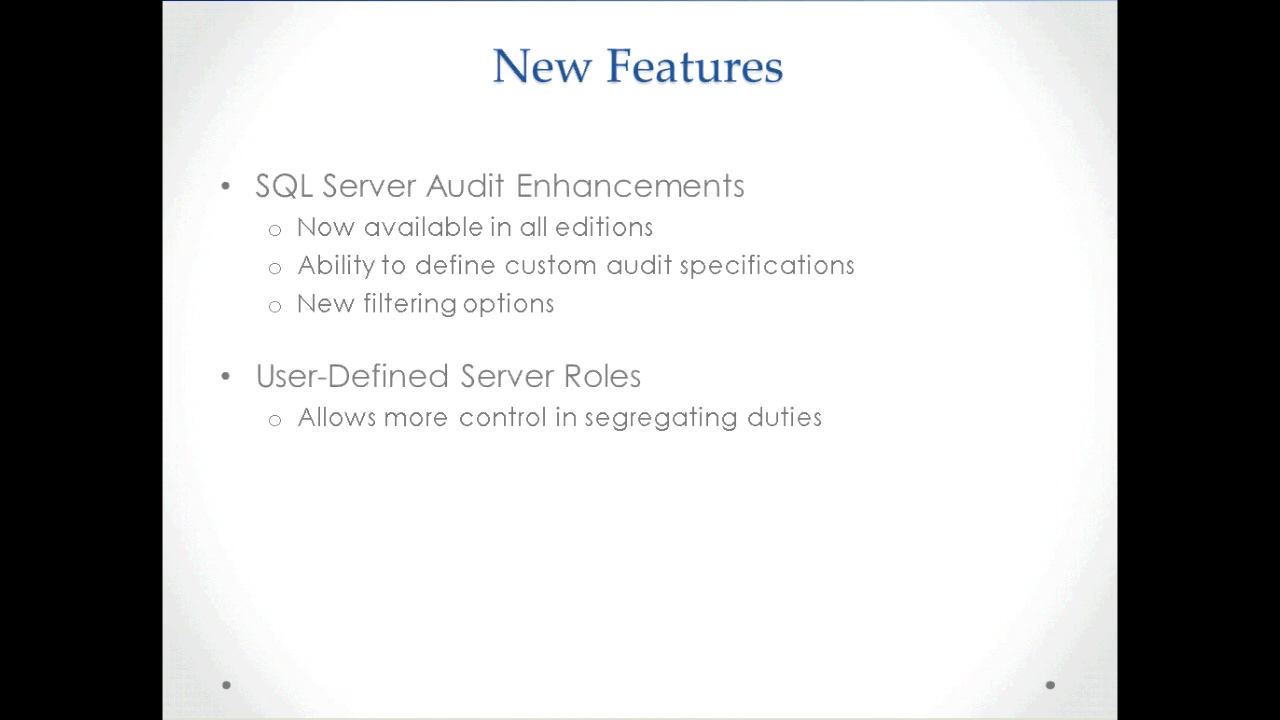 New Features
• SQL Server Audit Enhancements
o Now available in all editions
o Ability to define custom audit specifications
o New filtering options
• User-Defined Server Roles
o Allows more control in segregating duties